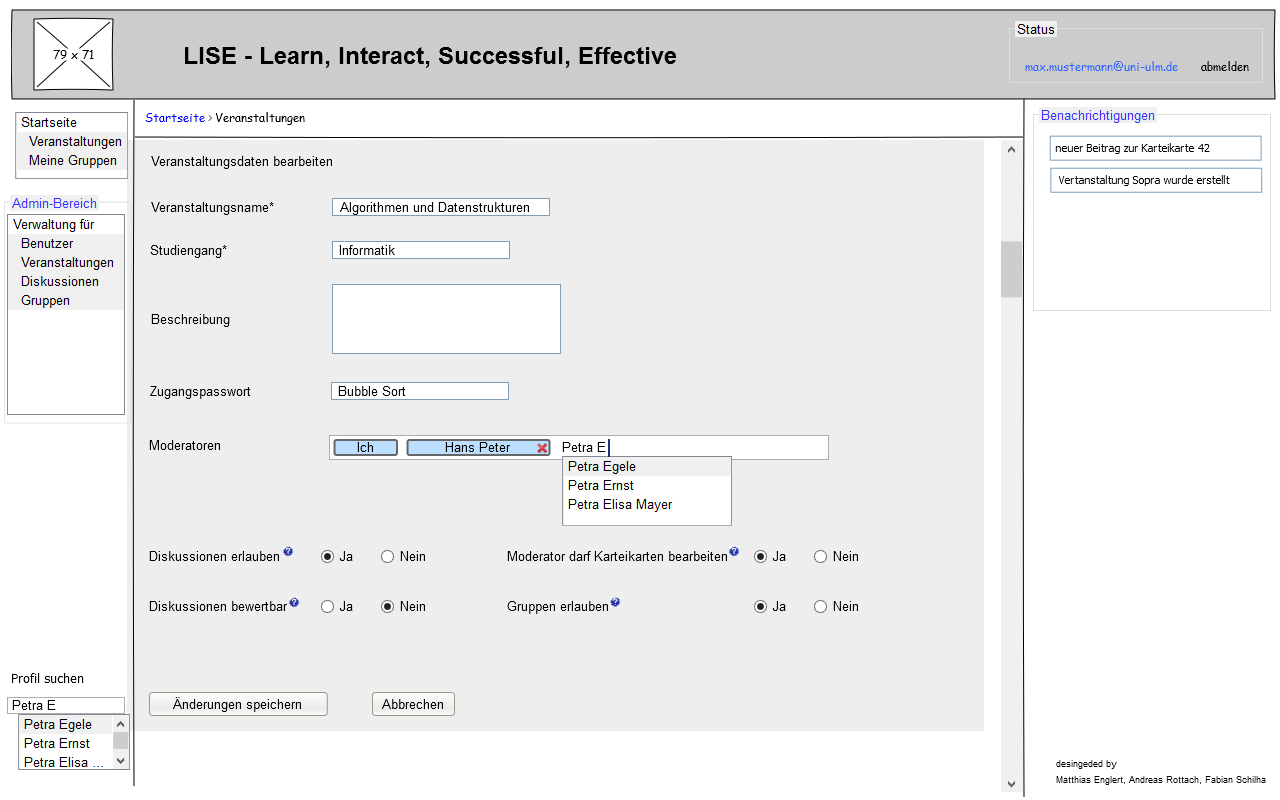 79 x 71
LISE - Learn, Interact, Successful, Effective
Status
max.mustermann@uni-ulm.de abmelden
Startseite
Veranstaltungen
Meine Gruppen
Admin-Bereich
Verwaltung für
Benutzer
Veranstaltungen
Diskussionen
Gruppen
Profil suchen
Petra E
Petra Egele
Petra Ernst
Petra Elisa ...
Startseite > Veranstaltungen
Veranstaltungsdaten bearbeiten
Veranstaltungsname* Algorithmen und Datenstrukturen
Studiengang* Informatik
Beschreibung
Zugangspasswort Bubble Sort
Moderatoren Ich Hans Peter Petra E
Petra Egele
Petra Ernst
Petra Elisa Mayer
Diskussionen erlauben ? Ja Nein Moderator darf Karteikarten bearbeiten ? Ja Nein
Diskussionen bewertbar ? Ja Nein Gruppen erlauben ? Ja Nein
Änderungen speichern Abbrechen
Benachrichtigungen
neuer Beitrag zur Karteikarte 42
Vertanstaltung Sopra wurde erstellt
desingeded by
Matthias Englert, Andreas Rottach, Fabian Schilha